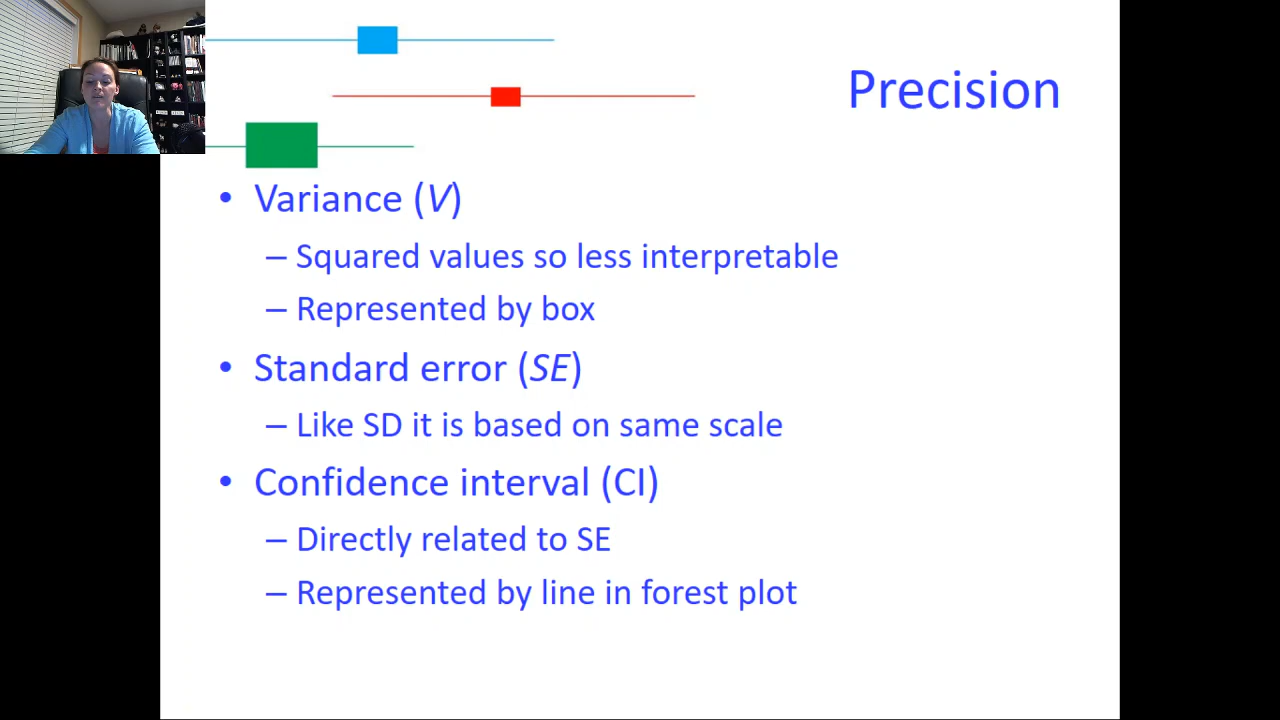 Precision
• Variance (V)
– Squared values so less interpretable
– Represented by box
• Standard error (SE)
– Like SD it is based on same scale
• Confidence interval (CI)
– Directly related to SE
– Represented by line in forest plot